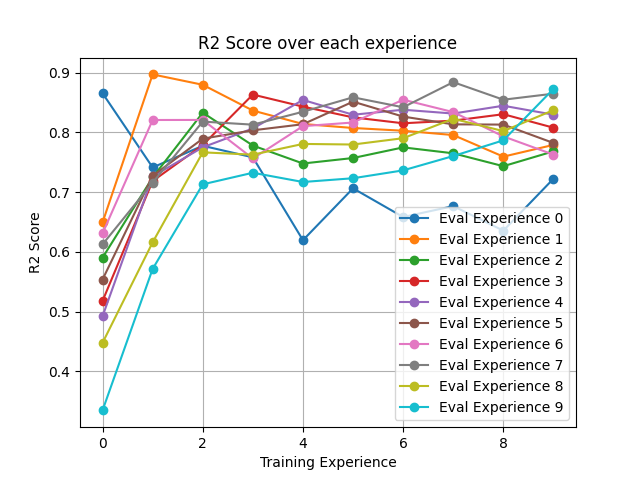 R2 Score over each experience
R2 Score
0.9
0.8
0.7
0.6
0.5
0.4
0
2
4
6
8
Training Experience
Eval Experience 0
Eval Experience 1
Eval Experience 2
Eval Experience 3
Eval Experience 4
Eval Experience 5
Eval Experience 6
Eval Experience 7
Eval Experience 8
Eval Experience 9